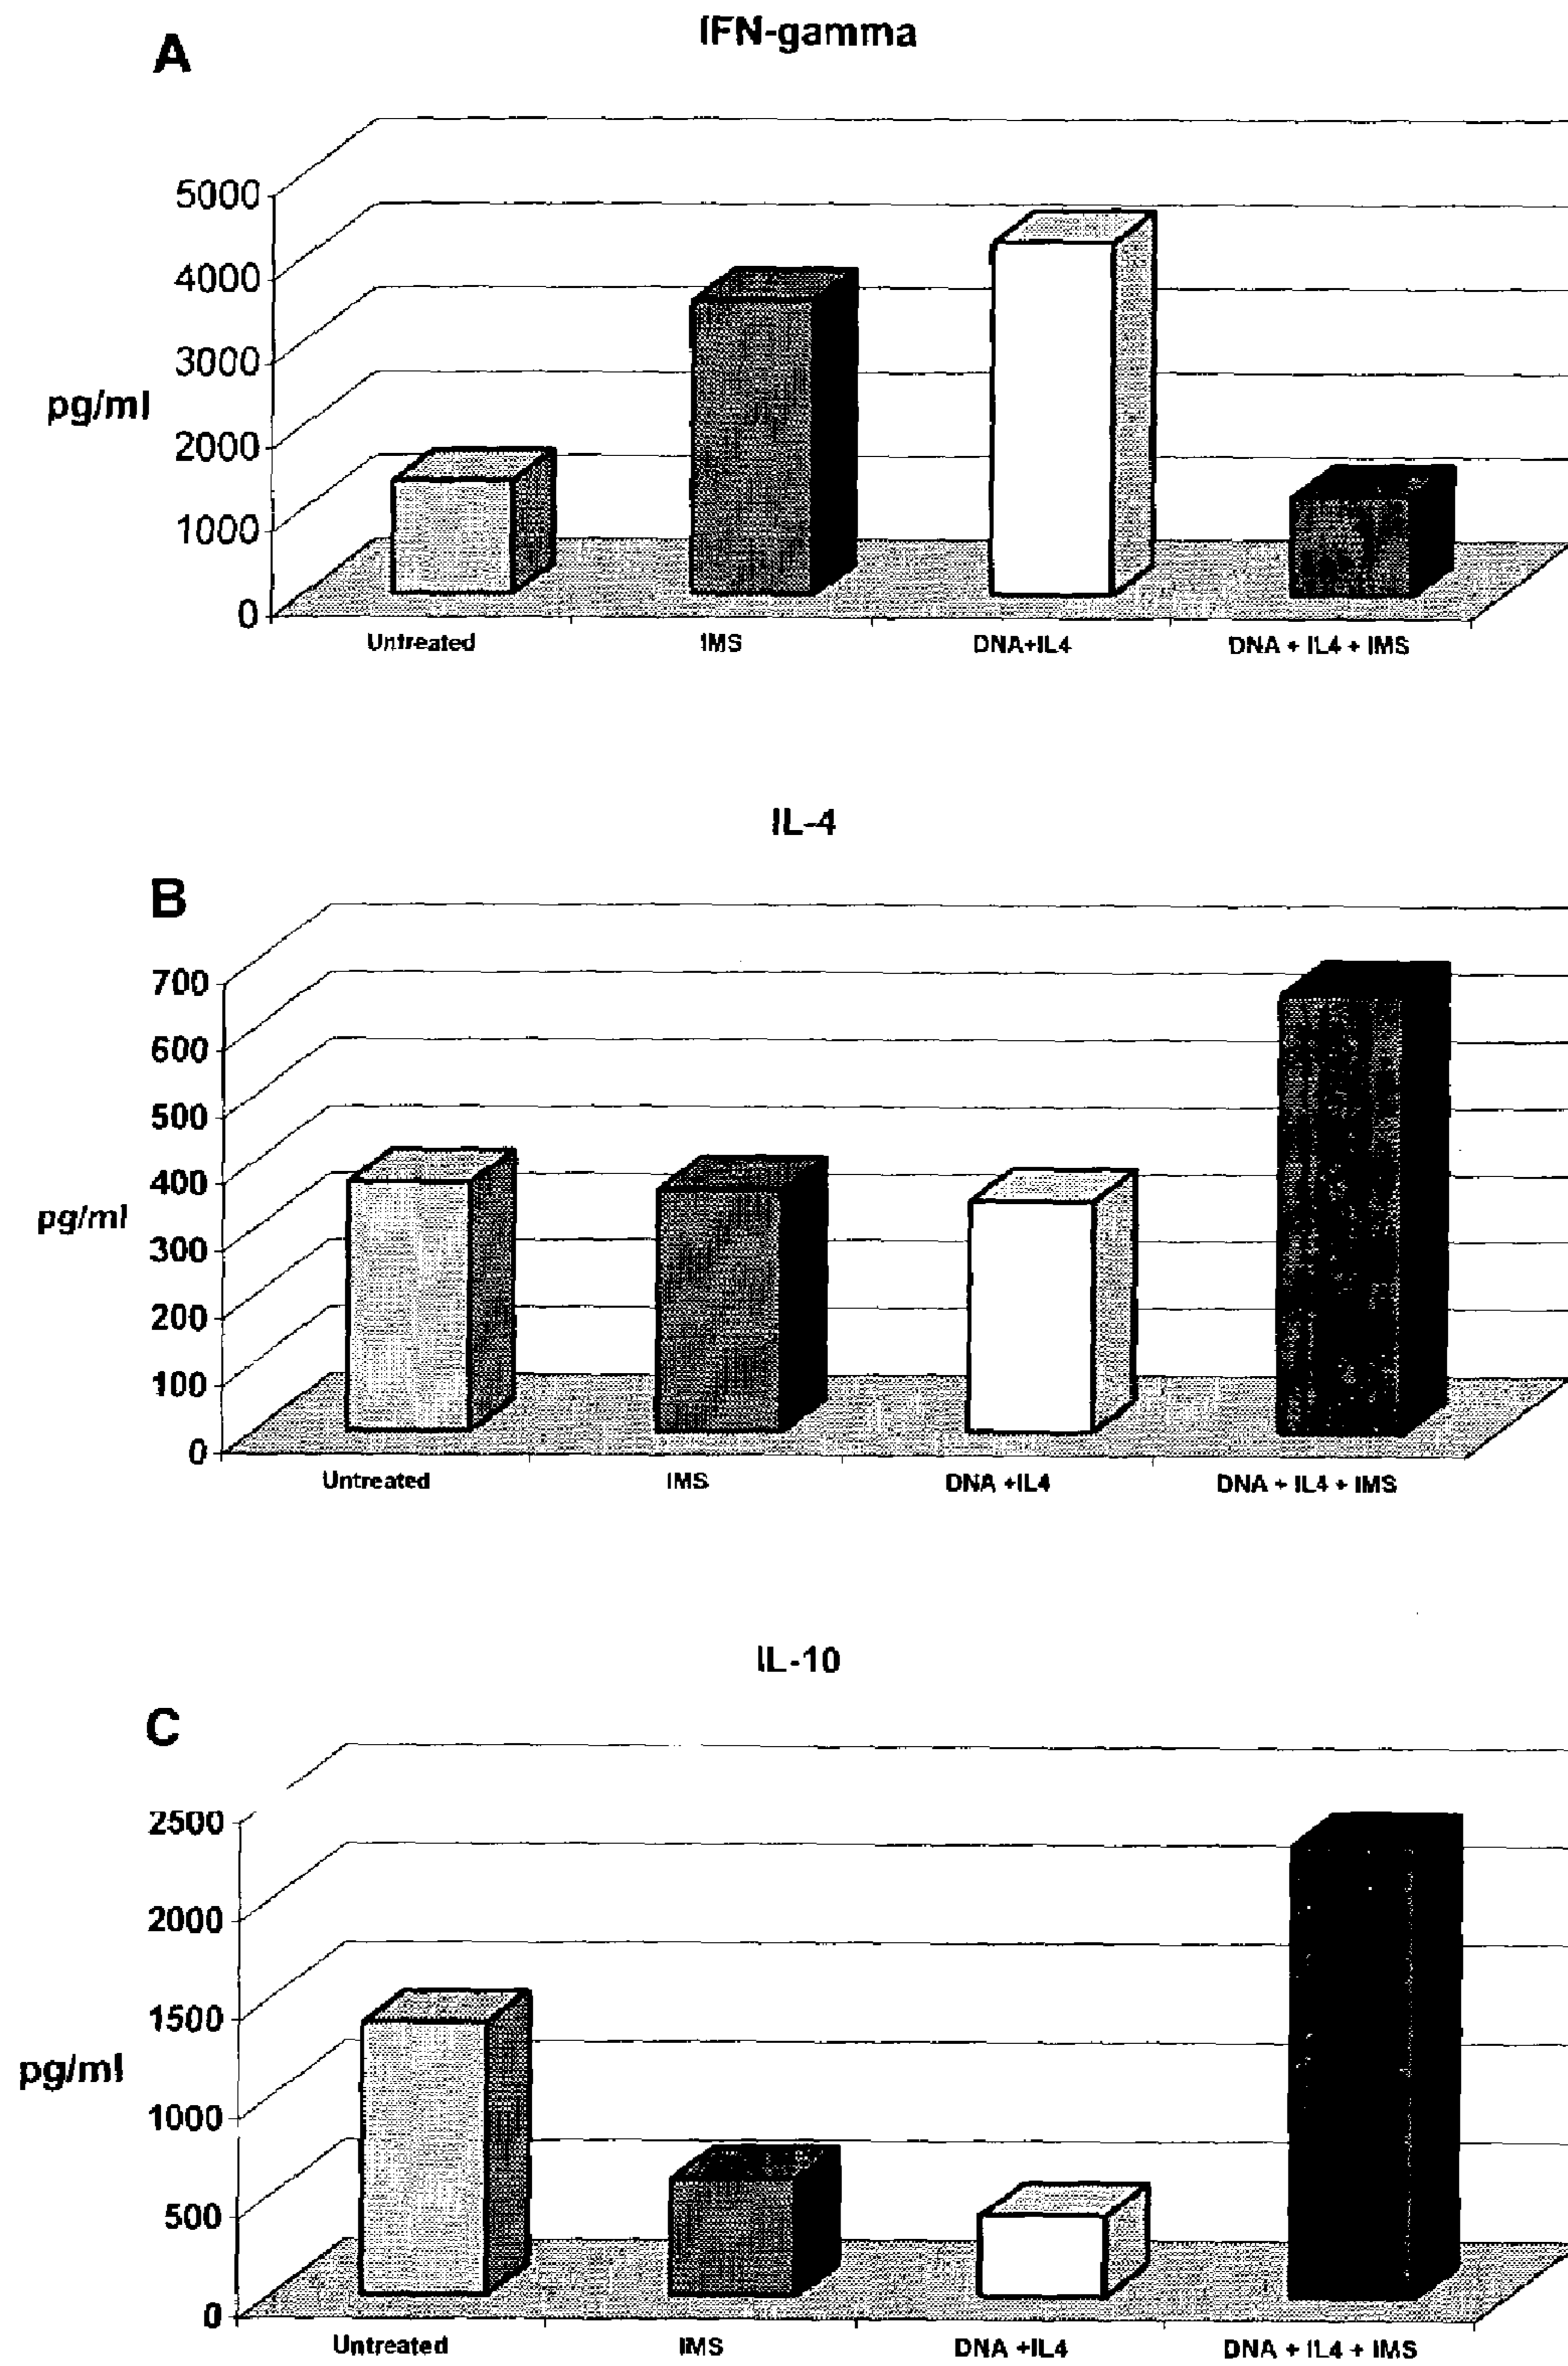 A
IFN-gamma
5000
4000
3000
2000
1000
0
pg/ml
Untreated IMS DNA+IL4 DNA + IL4 + IMS
IL-4
B
700
600
500
400
300
200
100
0
pg/ml
Untreated IMS DNA +IL4 DNA + IL4 + IMS
IL-10
C
2500
2000
1500
1000
500
0
pg/ml
Untreated IMS DNA +IL4 DNA + IL4 + IMS